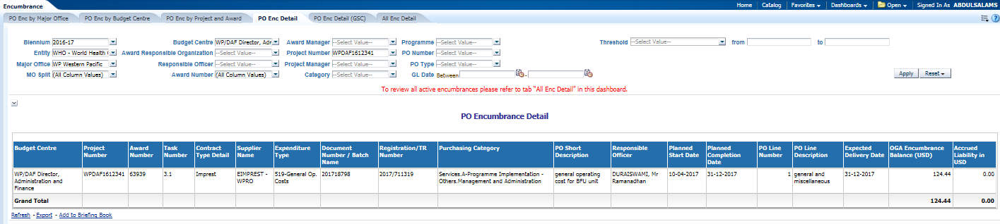 Encumbrance
Home Catalog Favorites Dashboards Open Signed In As ABDULSALAMS
PO Enc by Major Office PO Enc by Budget Centre PO Enc by Project and Award PO Enc Detail PO Enc Detail (GSC) All Enc Detail
Biennium 2016-17 Budget Centre WP/DAF Director, Adr Award Manager --Select Value-- Programme --Select Value-- Threshold --Select Value-- from to
Entity WHO - World Health ( Award Responsible Organization --Select Value-- Project Number WPDAF1612341 PO Number --Select Value--
Major Office WP Western Pacific Responsible Officer --Select Value-- Project Manager --Select Value-- PO Type --Select Value--
MO Split (All Column Values) Award Number (All Column Values) Category --Select Value-- GL Date Between -
Apply Reset
To review all active encumbrances please refer to tab "All Enc Detail" in this dashboard.
PO Encumbrance Detail
Budget Centre Project Number Award Number Task Number Contract Type Detail Supplier Name Expenditure Type Document Number / Batch Name Registration/TR Number Purchasing Category PO Short Description Responsible Officer Planned Start Date Planned Completion Date PO Line Number PO Line Description Expected Delivery Date OGA Encumbrance Balance (USD) Accrued Liability in USD
WP/DAF Director, Administration and Finance WPDAF1612341 63939 3.1 Imprest EIMPREST - WPRO 519-General Op. Costs 201718798 2017/711319 Services.A-Programme Implementation - Others.Management and Administration general operating cost for BFU unit DURAISWAMI, Mr Ramanadhan 10-04-2017 31-12-2017 1 general and miscellaneous 31-12-2017 124.44 0.00
Grand Total 124.44 0.00
Refresh - Export - Add to Briefing Book